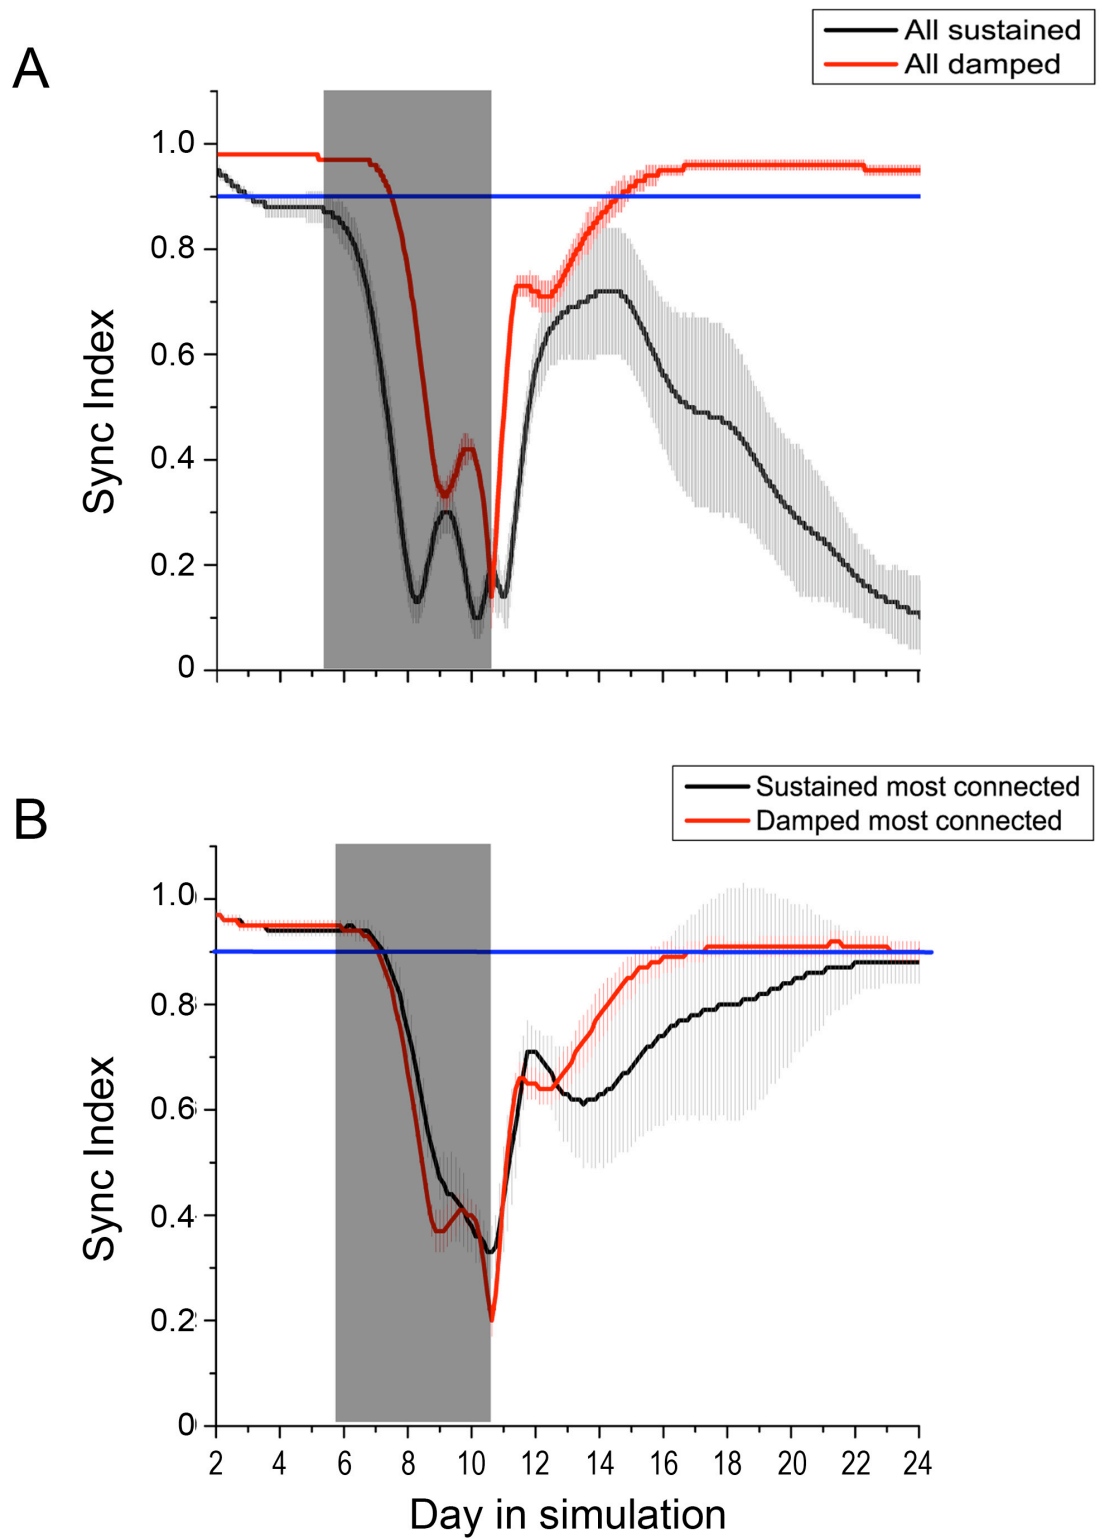 A
All sustained
All damped
1.0
0.8
0.6
0.4
0.2
0
Sync Index
B
Sustained most connected
Damped most connected
1.0
0.8
0.6
0.4
0.2
0
Sync Index
2 4 6 8 10 12 14 16 18 20 22 24
Day in simulation